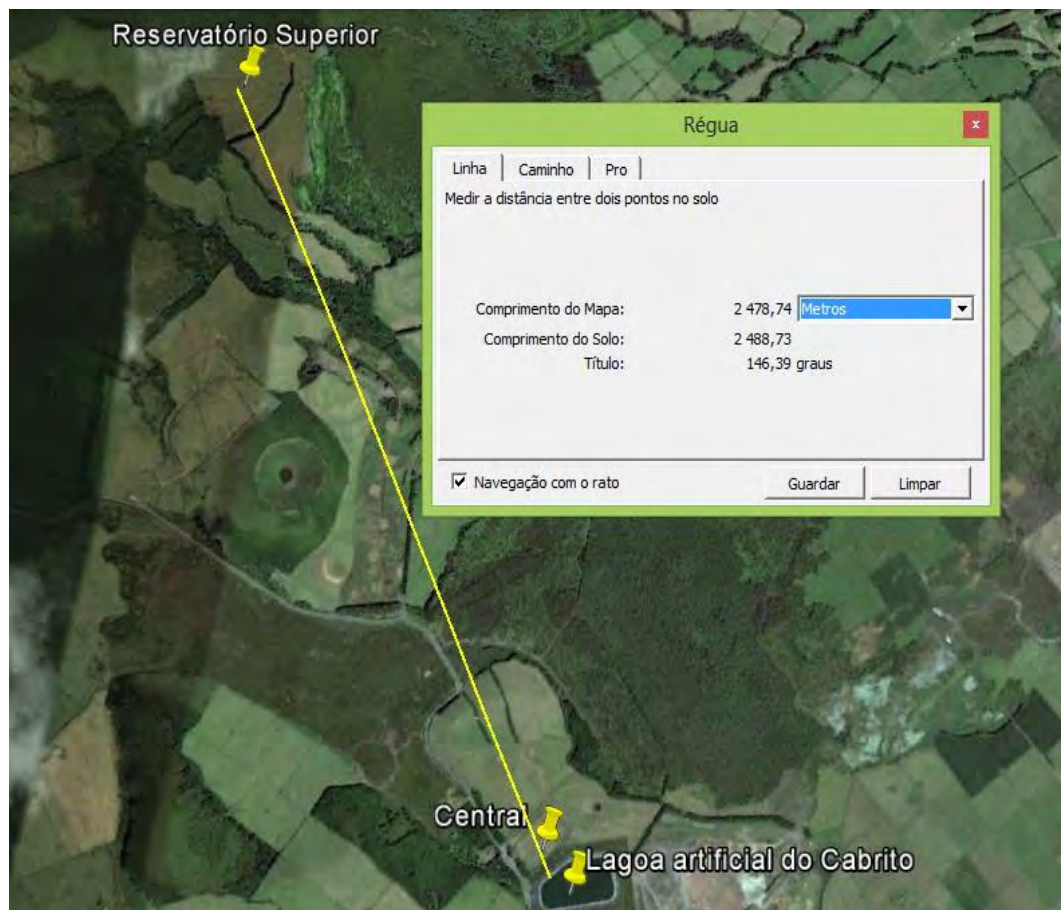 Reservatório Superior
Régua
x
Linha Caminho Pro
Medir a distância entre dois pontos no solo
Comprimento do Mapa: 2 478,74 Metros
Comprimento do Solo: 2 488,73
Título: 146,39 graus
Navegação com o rato Guardar Limpar
Central
Lagoa artificial do Cabrito